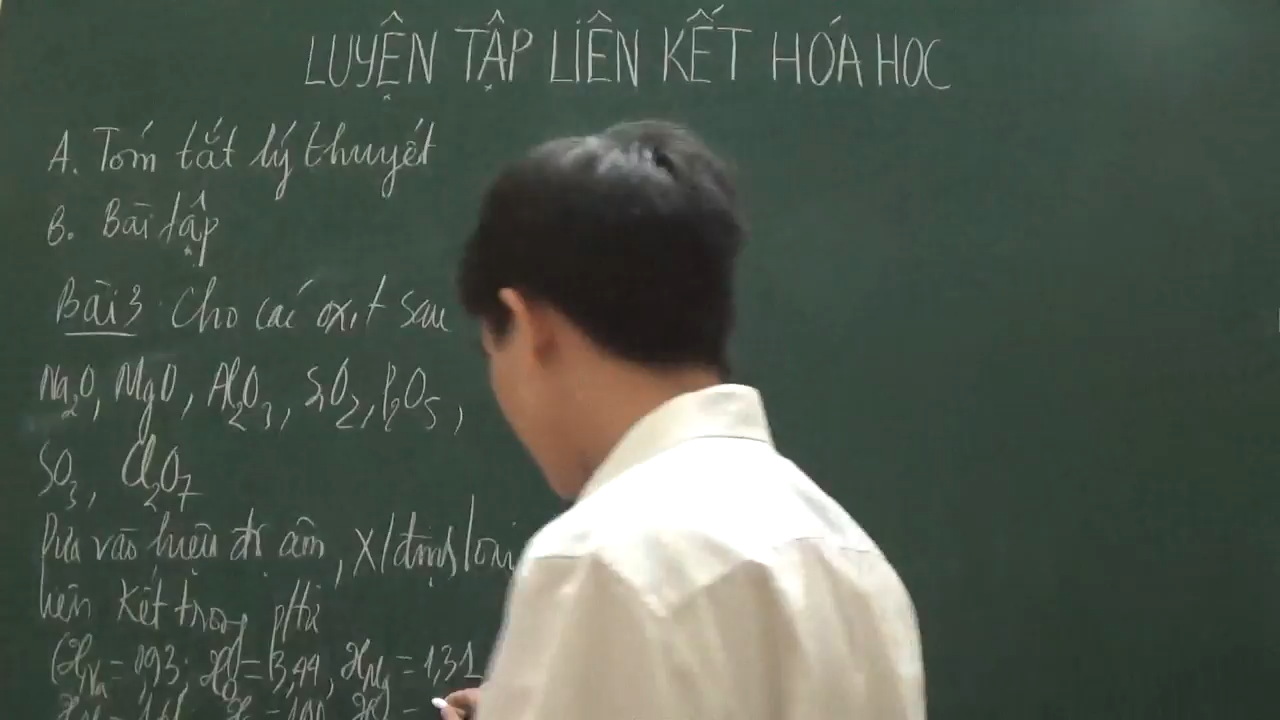 LUYỆN TẬP LIÊN KẾT HÓA HỌC
A. Tóm tắt lý thuyết
B. Bài tập
Bài 3: Cho các oxit sau
Na₂O, MgO, Al₂O₃, SiO₂, P₂O₅,
SO₃, Cl₂O₇
Dựa vào hiệu độ âm, X/định loại
liên kết trong ptử
(χNa = 0,93; χO = 3,44, χMg = 1,31